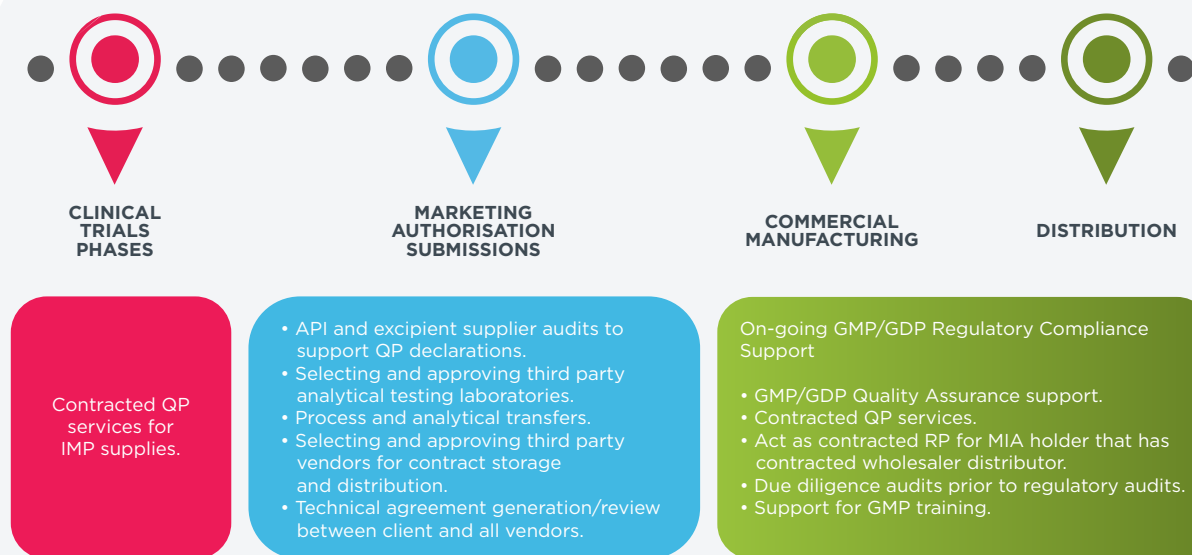 CLINICAL
TRIALS
PHASES
MARKETING
AUTHORISATION
SUBMISSIONS
COMMERCIAL
MANUFACTURING
DISTRIBUTION
Contracted QP
services for
IMP supplies.
• API and excipient supplier audits to
support QP declarations.
• Selecting and approving third party
analytical testing laboratories.
• Process and analytical transfers.
• Selecting and approving third party
vendors for contract storage
and distribution.
• Technical agreement generation/review
between client and all vendors.
On-going GMP/GDP Regulatory Compliance
Support
• GMP/GDP Quality Assurance support.
• Contracted QP services.
• Act as contracted RP for MIA holder that has
contracted wholesaler distributor.
• Due diligence audits prior to regulatory audits.
• Support for GMP training.